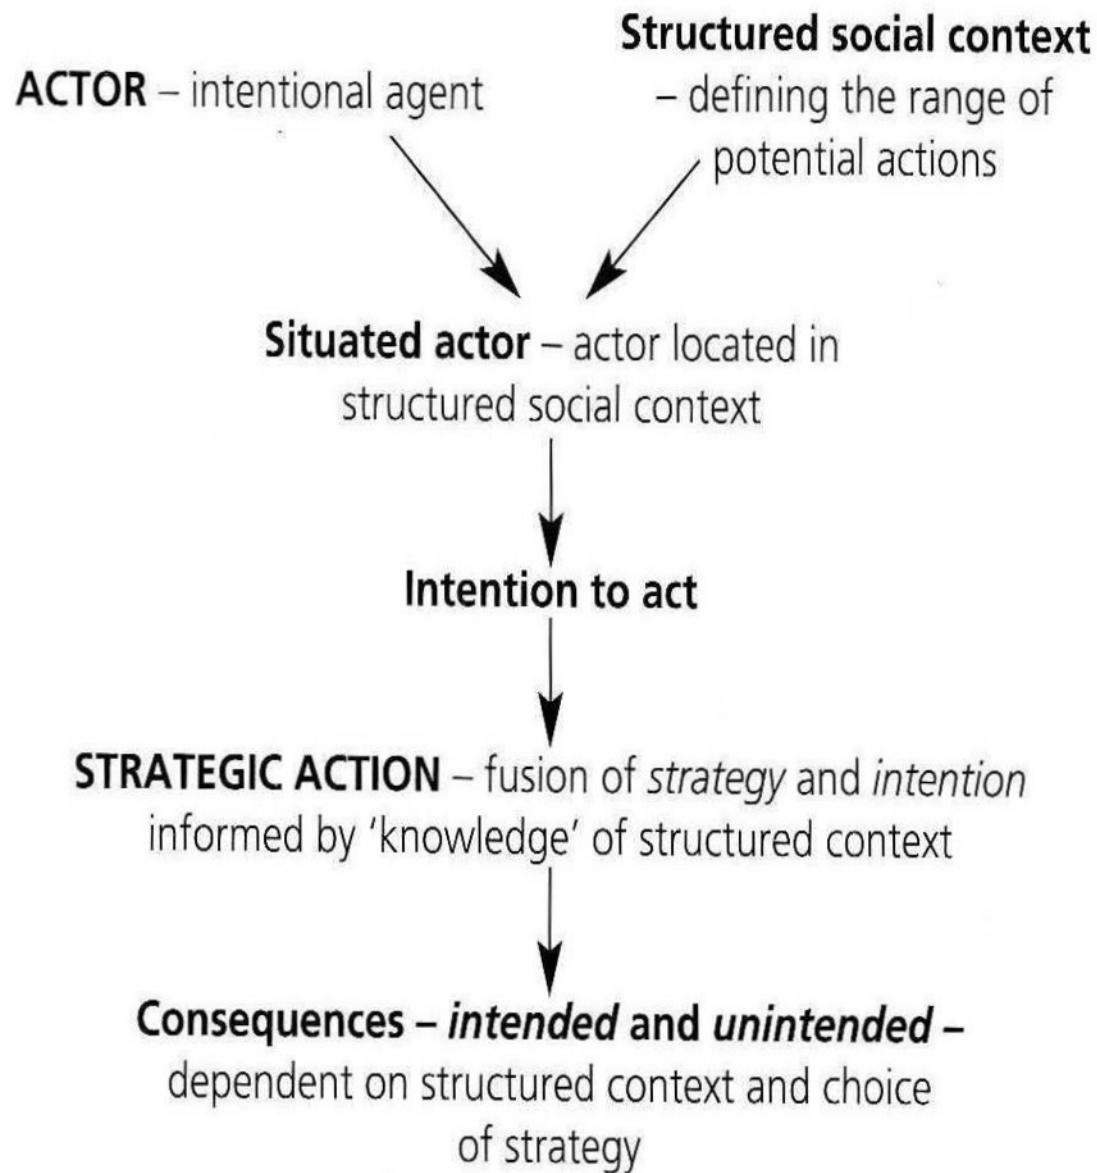 ACTOR – intentional agent
Structured social context
– defining the range of
potential actions
Situated actor – actor located in
structured social context
Intention to act
STRATEGIC ACTION – fusion of strategy and intention
informed by ‘knowledge’ of structured context
Consequences – intended and unintended –
dependent on structured context and choice
of strategy